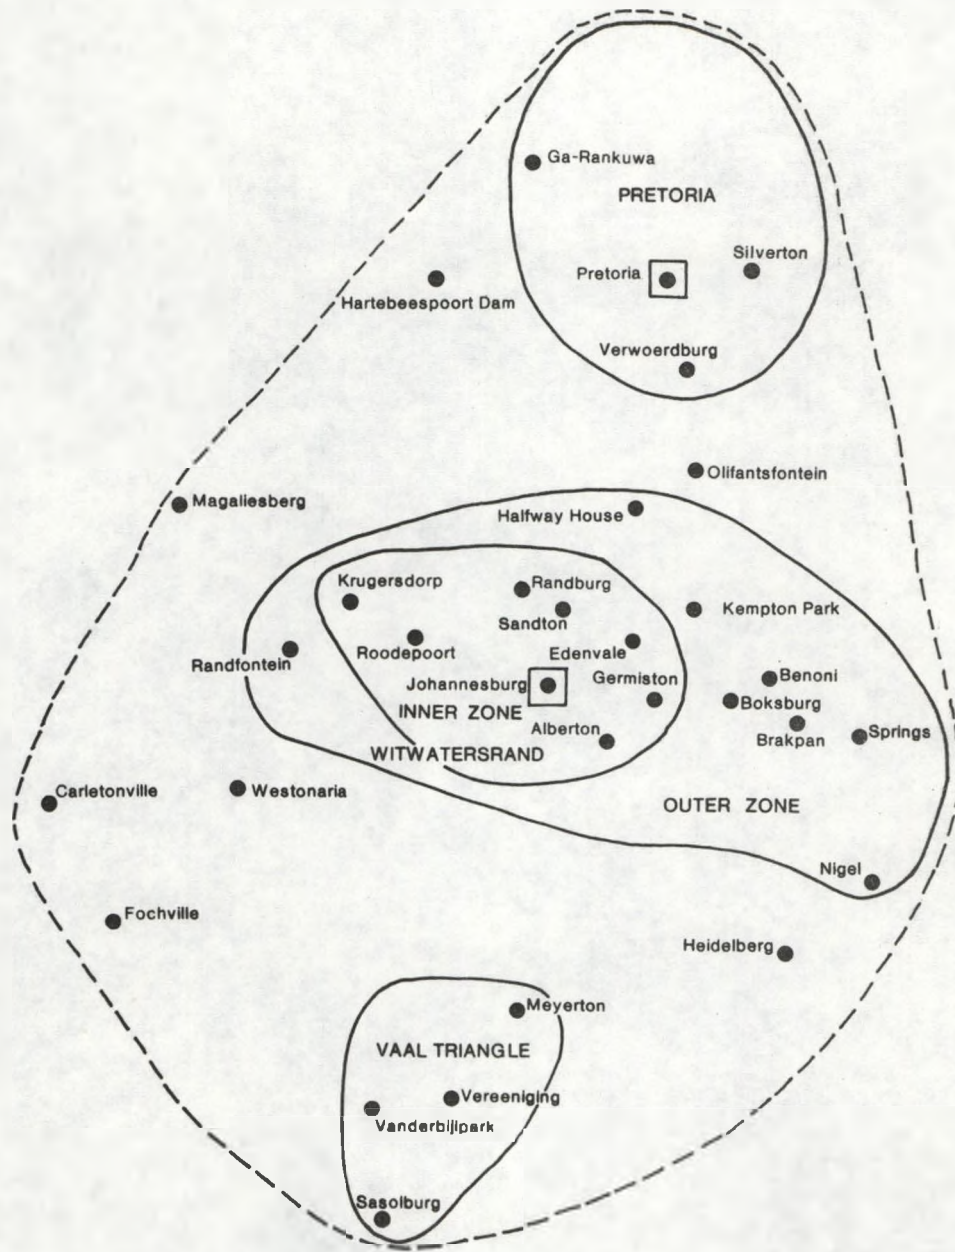 Ga-Rankuwa
PRETORIA
Silverton
Pretoria
Hartebeespoort Dam
Verwoerdburg
Olifantsfontein
Magaliesberg
Halfway House
Krugersdorp
Randburg
Sandton
Kempton Park
Roodepoort
Edenvale
Randfontein
Johannesburg
Germiston
Benoni
Boksburg
INNER ZONE
Alberton
Brakpan
Springs
WITWATERSRAND
Carletonville
Westonaria
OUTER ZONE
Nigel
Fochville
Heidelberg
Meyerton
VAAL TRIANGLE
Vereeniging
Vanderbijlpark
Sasolburg